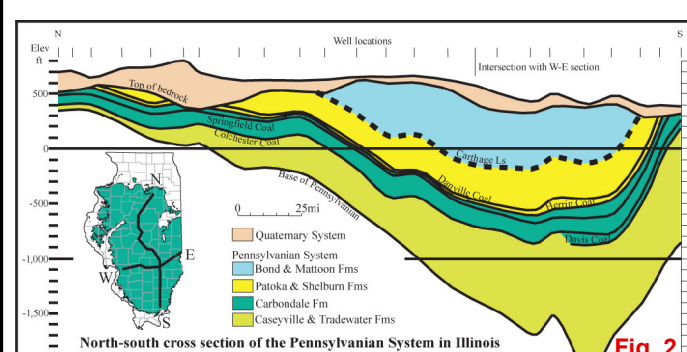 N
S
Well locations
Elev
ft
Intersection with W-E section
500
0
-500
-1,000
-1,500
Top of bedrock
Springfield Coal
Colchester Coal
Base of Pennsylvanian
Carthage Ls
Danville Coal
Herrin Coal
Davis Coal
0 25mi
Quaternary System
Pennsylvanian System
Bond & Mattoon Fms
Patoka & Shelburn Fms
Carbondale Fm
Caseyville & Tradewater Fms
N
E
W
S
North-south cross section of the Pennsylvanian System in Illinois
Fig. 2